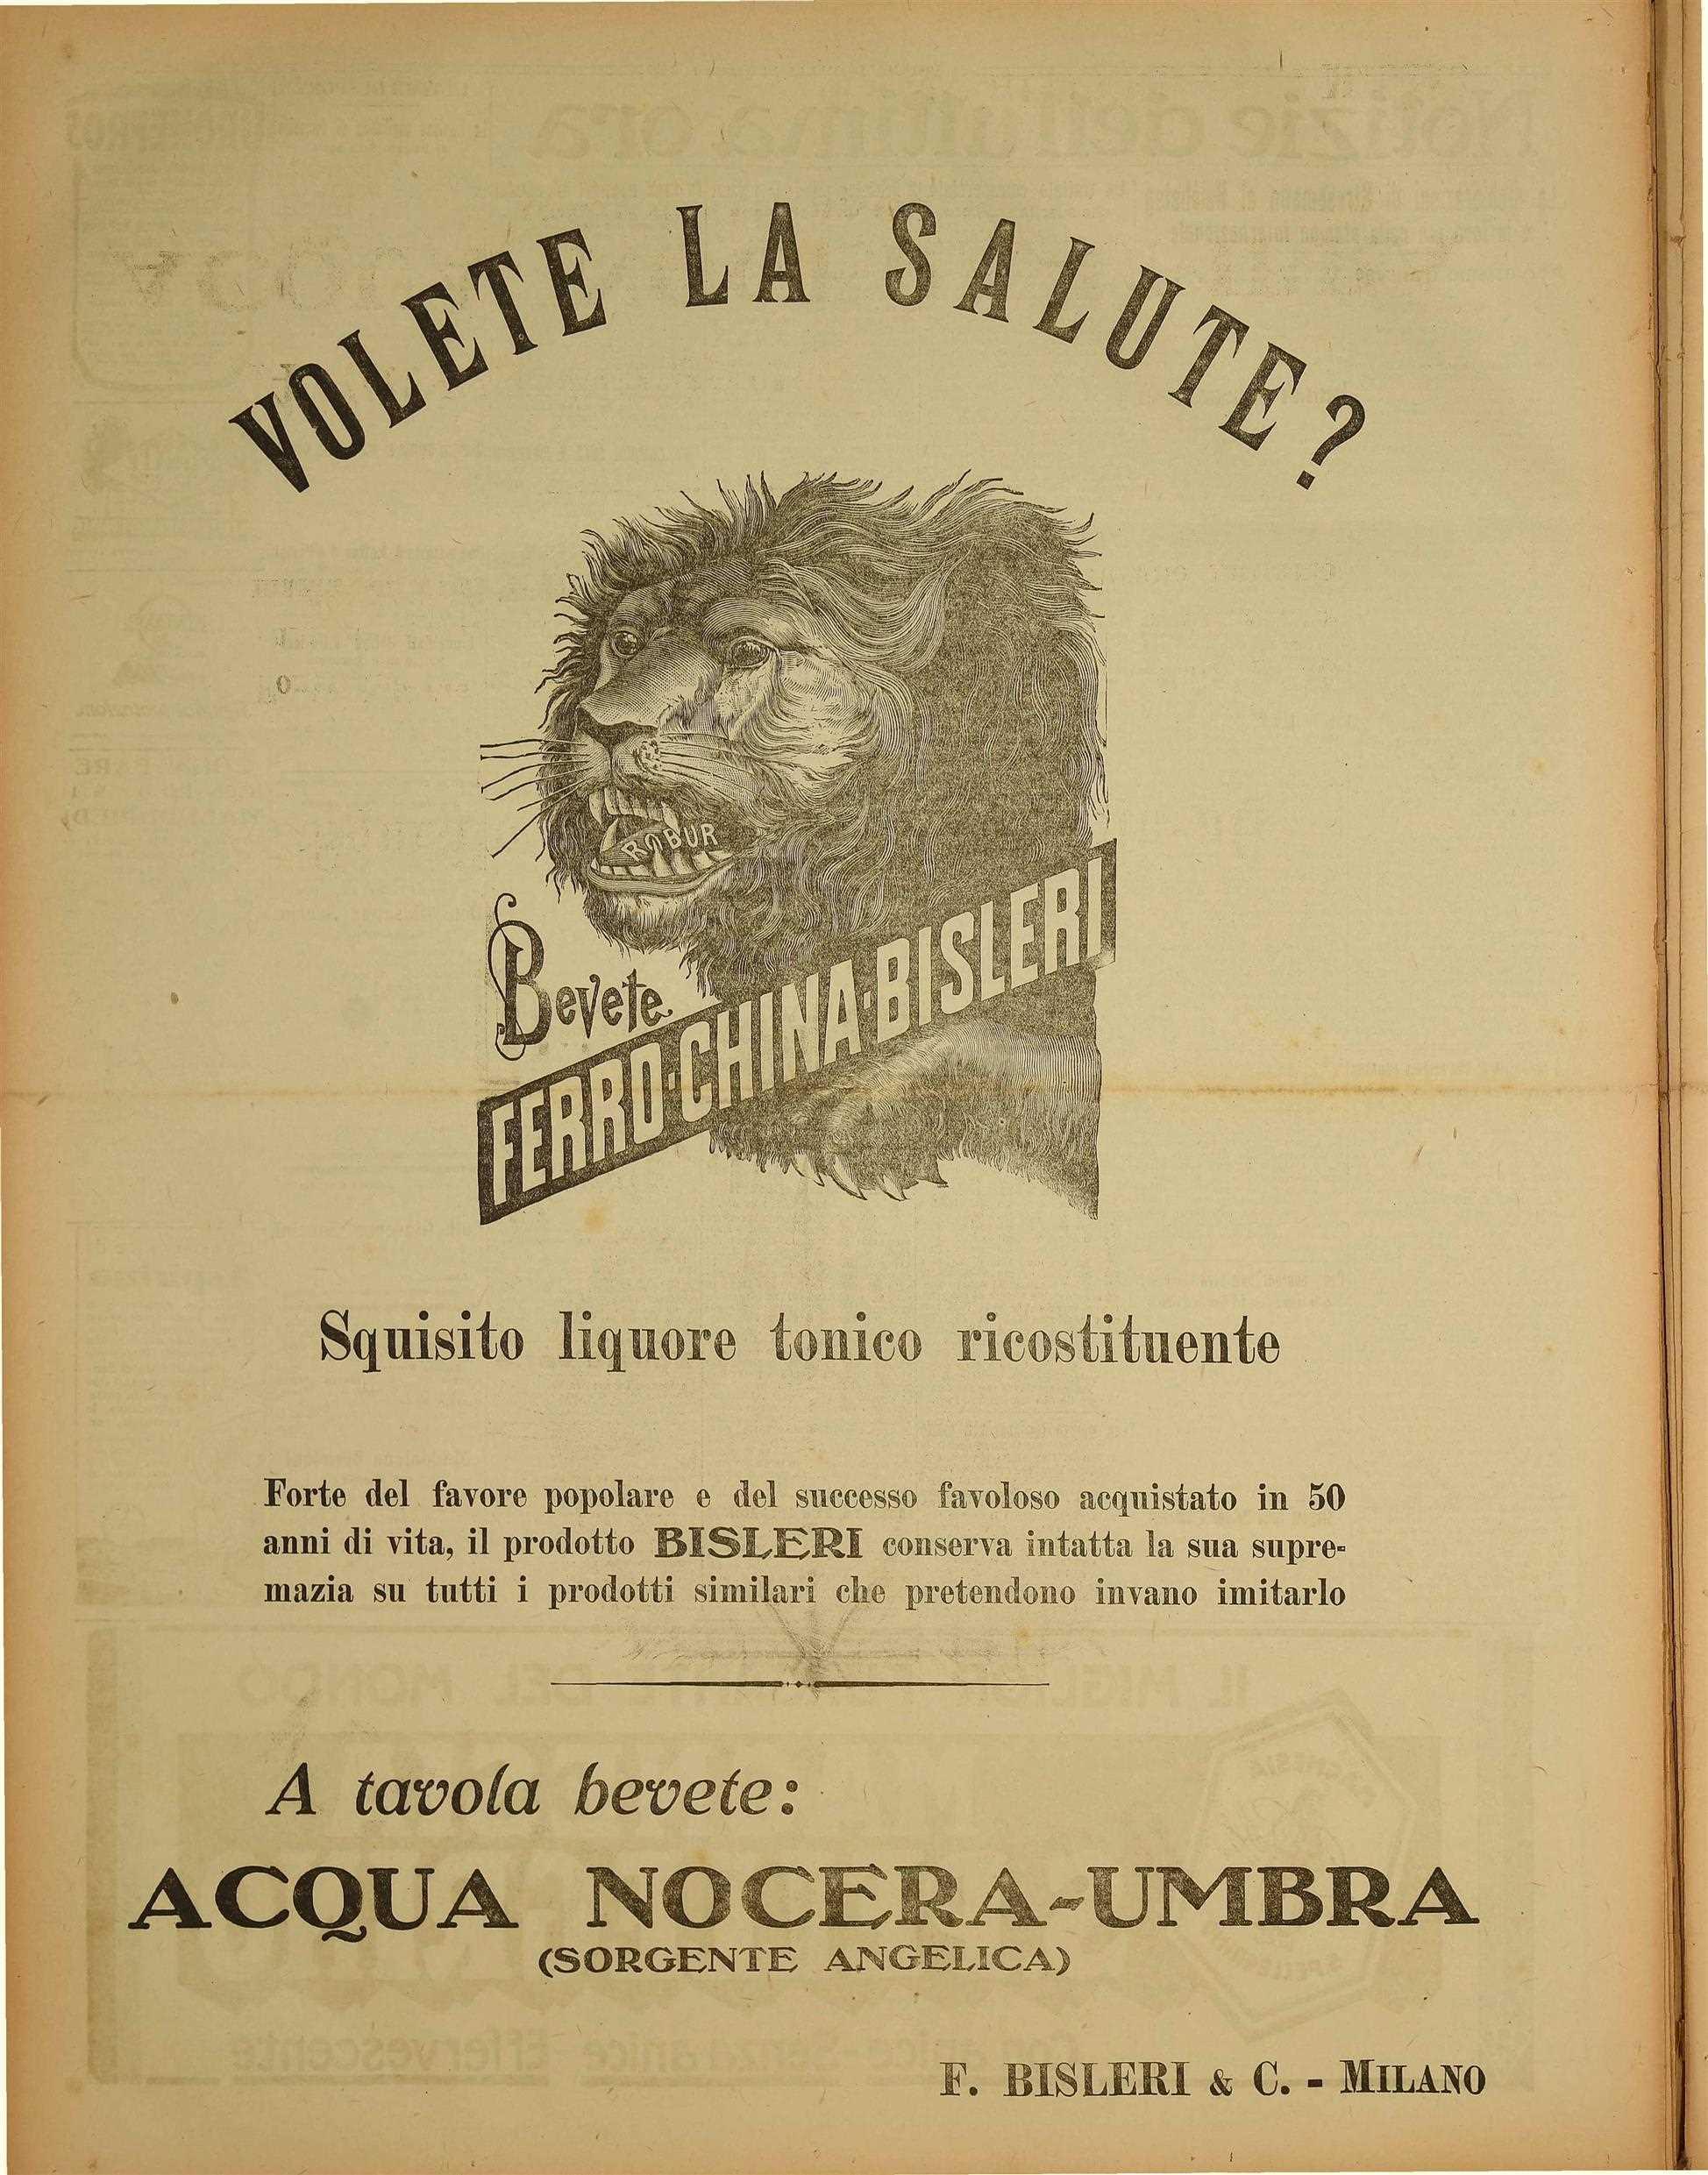 VOLETE LA SALUTE?
ROBUR
Bevete
FERRO-CHINA-BISLERI
Squisito liquore tonico ricostituente
Forte del favore popolare e del successo favoloso acquistato in 50
anni di vita, il prodotto BISLERI conserva intatta la sua supre-
mazia su tutti i prodotti similari che pretendono invano imitarlo
A tavola bevete:
ACQUA NOCERA-UMBRA
(SORGENTE ANGELICA)
F. BISLERI & C. - MILANO